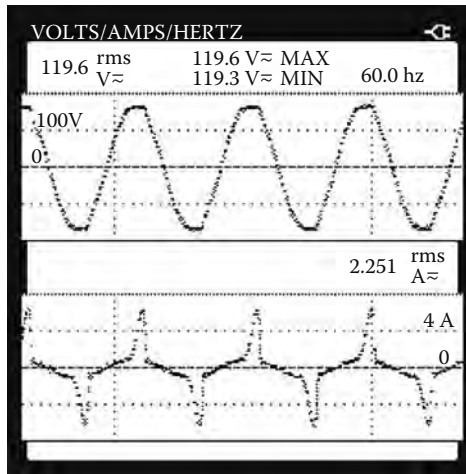 VOLTS/AMPS/HERTZ
119.6 rms V≂ 119.6 V≂ MAX
119.3 V≂ MIN 60.0 hz
100V
0
2.251 rms A≂
4 A
0